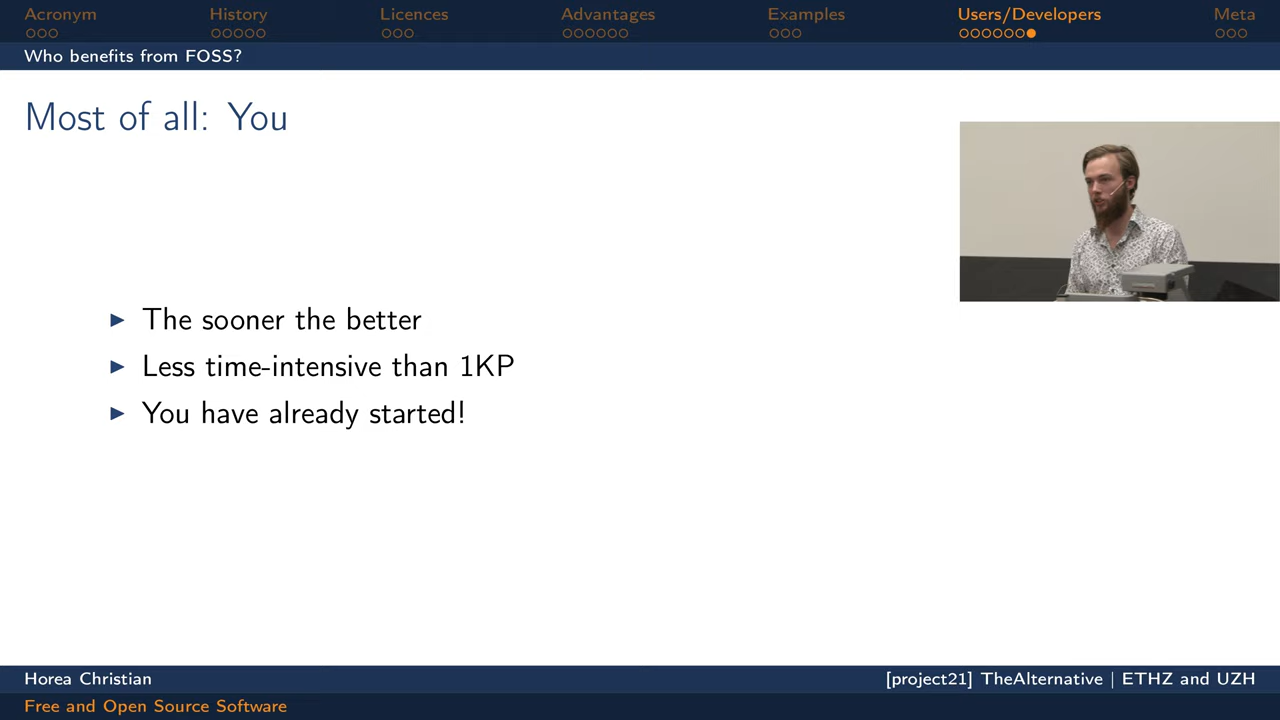 Acronym History Licences Advantages Examples Users/Developers Meta
Who benefits from FOSS?
Most of all: You
The sooner the better
Less time-intensive than 1KP
You have already started!
Horea Christian [project21] TheAlternative | ETHZ and UZH
Free and Open Source Software